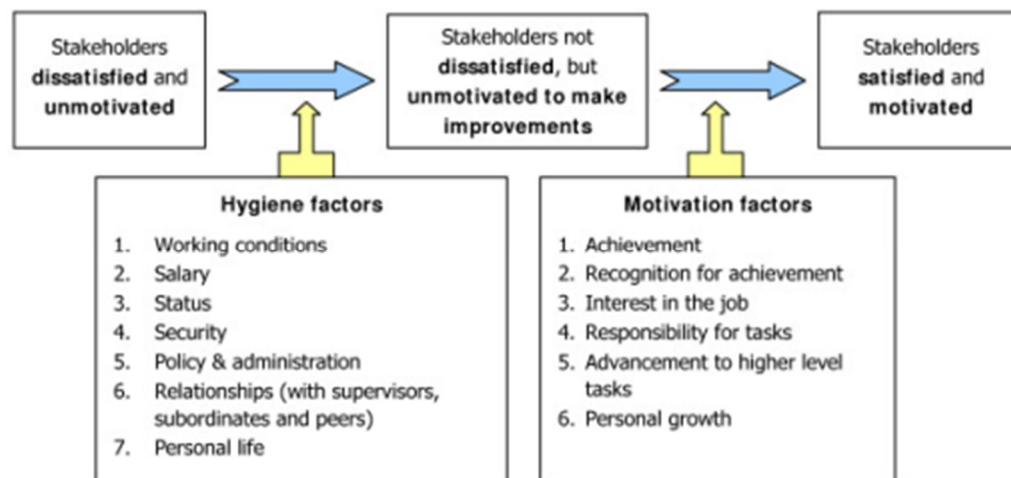 Stakeholders
dissatisfied and
unmotivated
Stakeholders not
dissatisfied, but
unmotivated to make
improvements
Stakeholders
satisfied and
motivated
Hygiene factors
1. Working conditions
2. Salary
3. Status
4. Security
5. Policy & administration
6. Relationships (with supervisors,
subordinates and peers)
7. Personal life
Motivation factors
1. Achievement
2. Recognition for achievement
3. Interest in the job
4. Responsibility for tasks
5. Advancement to higher level
tasks
6. Personal growth